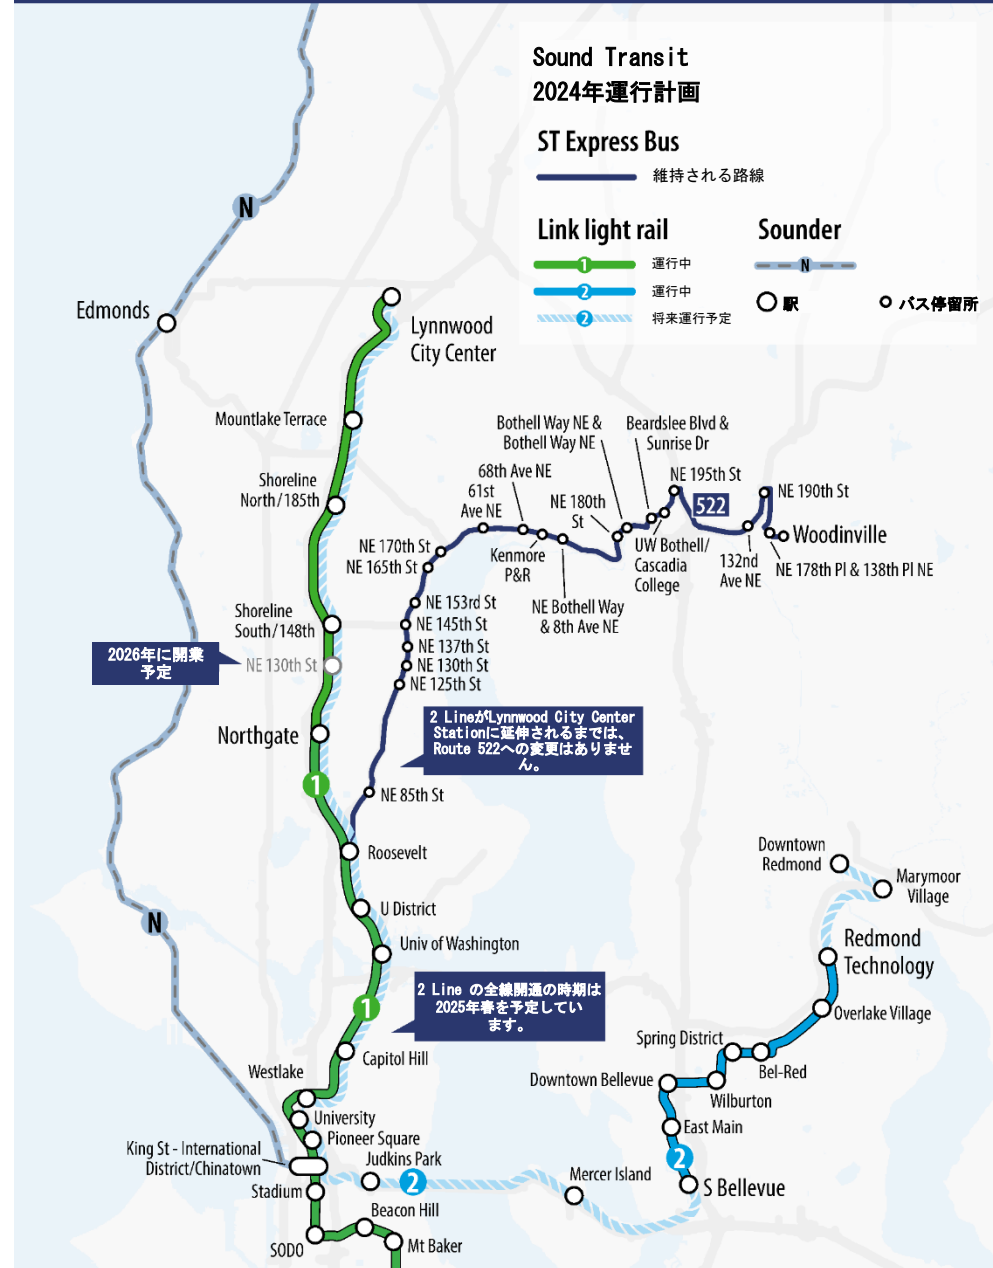 Sound Transit
2024年運行計画
ST Express Bus
維持される路線
Link light rail
1
運行中
2
運行中
2
将来運行予定
Sounder
N
駅
バス停留所
N
Edmonds
Lynnwood
City Center
Mountlake Terrace
Shoreline
North/185th
Bothell Way NE &
Bothell Way NE
Beardslee Blvd &
Sunrise Dr
68th Ave NE
61st
Ave NE
NE 180th
St
NE 195th St
522
NE 190th St
Woodinville
NE 170th St
NE 165th St
Kenmore
P&R
UW Bothell/
Cascadia
College
132nd
Ave NE
NE 178th Pl & 138th Pl NE
NE Bothell Way
& 8th Ave NE
NE 153rd St
NE 145th St
NE 137th St
NE 130th St
NE 125th St
Shoreline
South/148th
2026年に開業
予定
NE 130th St
Northgate
2 LineがLynnwood City Center
Stationに延伸されるまでは、
Route 522への変更はありませ
ん。
1
NE 85th St
Roosevelt
Downtown
Redmond
Marymoor
Village
U District
N
Univ of Washington
Redmond
Technology
2 Line の全線開通の時期は
2025年春を予定してい
ます。
1
Overlake Village
Spring District
Bel-Red
Capitol Hill
Westlake
Downtown Bellevue
Wilburton
University
East Main
Pioneer Square
King St - International
District/Chinatown
Judkins Park
2
2
Mercer Island
S Bellevue
Stadium
Beacon Hill
SODO
Mt Baker